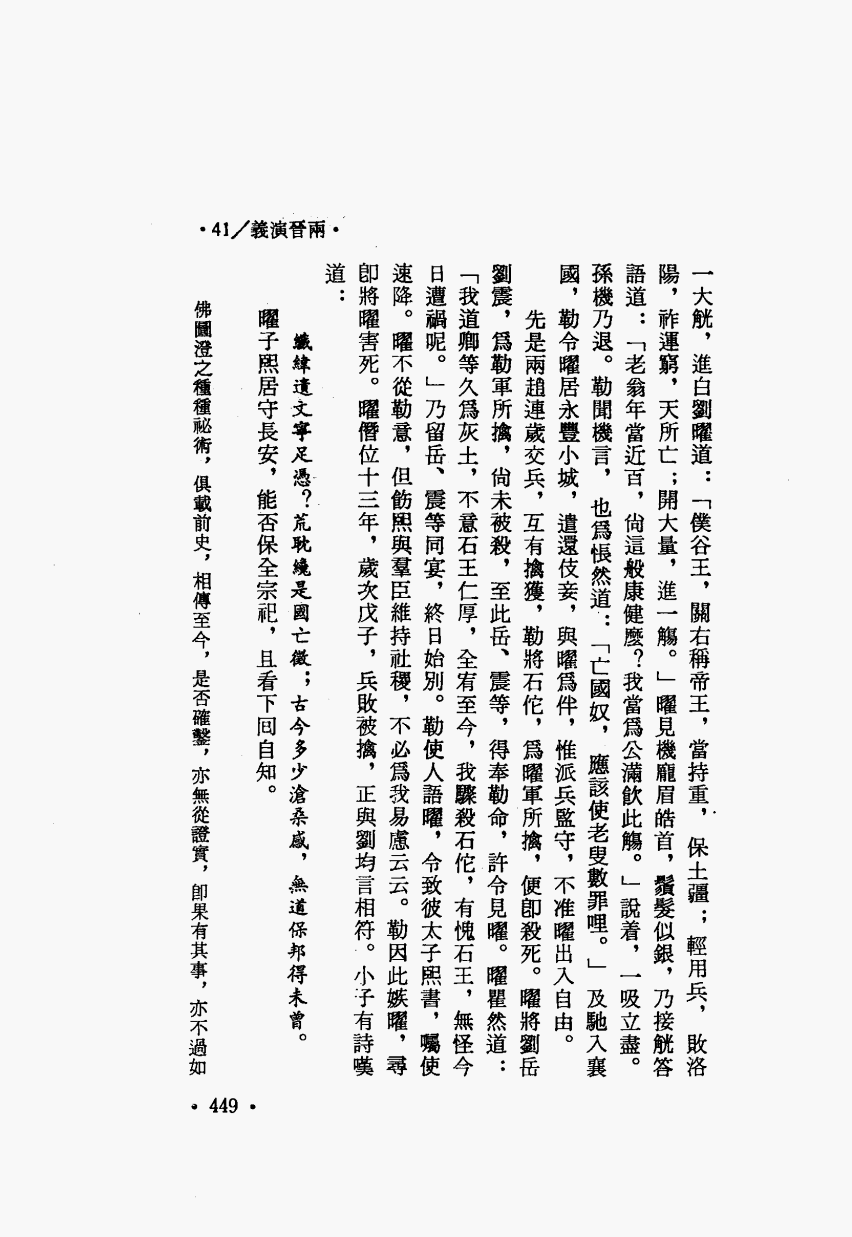 ·41／義演晉兩·
一大觥，進白劉曜道：「僕谷王，關右稱帝王，當持重，保土疆；輕用兵，敗洛
陽，祚運窮，天所亡；開大量，進一觴。」曜見機龐眉皓首，鬚髮似銀，乃接觥答
語道：「老翁年當近百，尙這般康健麼？我當爲公滿飮此觴。」說着，一吸立盡。
孫機乃退。勒聞機言，也爲悵然道：「亡國奴，應該使老叟數罪哩。」及馳入襄
國，勒令曜居永豐小城，遣還伎妾，與曜爲伴，惟派兵監守，不准曜出入自由。
先是兩趙連歲交兵，互有擒獲，勒將石佗，爲曜軍所擒，便卽殺死。曜將劉岳
劉震，爲勒軍所擒，尙未被殺，至此岳、震等，得奉勒命，許令見曜。曜瞿然道：
「我道卿等久爲灰土，不意石王仁厚，全宥至今，我驟殺石佗，有愧石王，無怪今
日遭禍呢。」乃留岳、震等同宴，終日始別。勒使人語曜，令致彼太子熙書，囑使
速降。曜不從勒意，但飭熙與羣臣維持社稷，不必爲我易慮云云。勒因此嫉曜，尋
卽將曜害死。曜僭位十三年，歲次戊子，兵敗被擒，正與劉均言相符。小子有詩嘆
道：
讖緯遺文寧足憑？荒耽纔是國亡徵；古今多少滄桑感，無道保邦得未曾。
曜子熙居守長安，能否保全宗祀，且看下回自知。
佛圖澄之種種祕術，俱載前史，相傳至今，是否確鑿，亦無從證實，卽果有其事，亦不過如
·449·